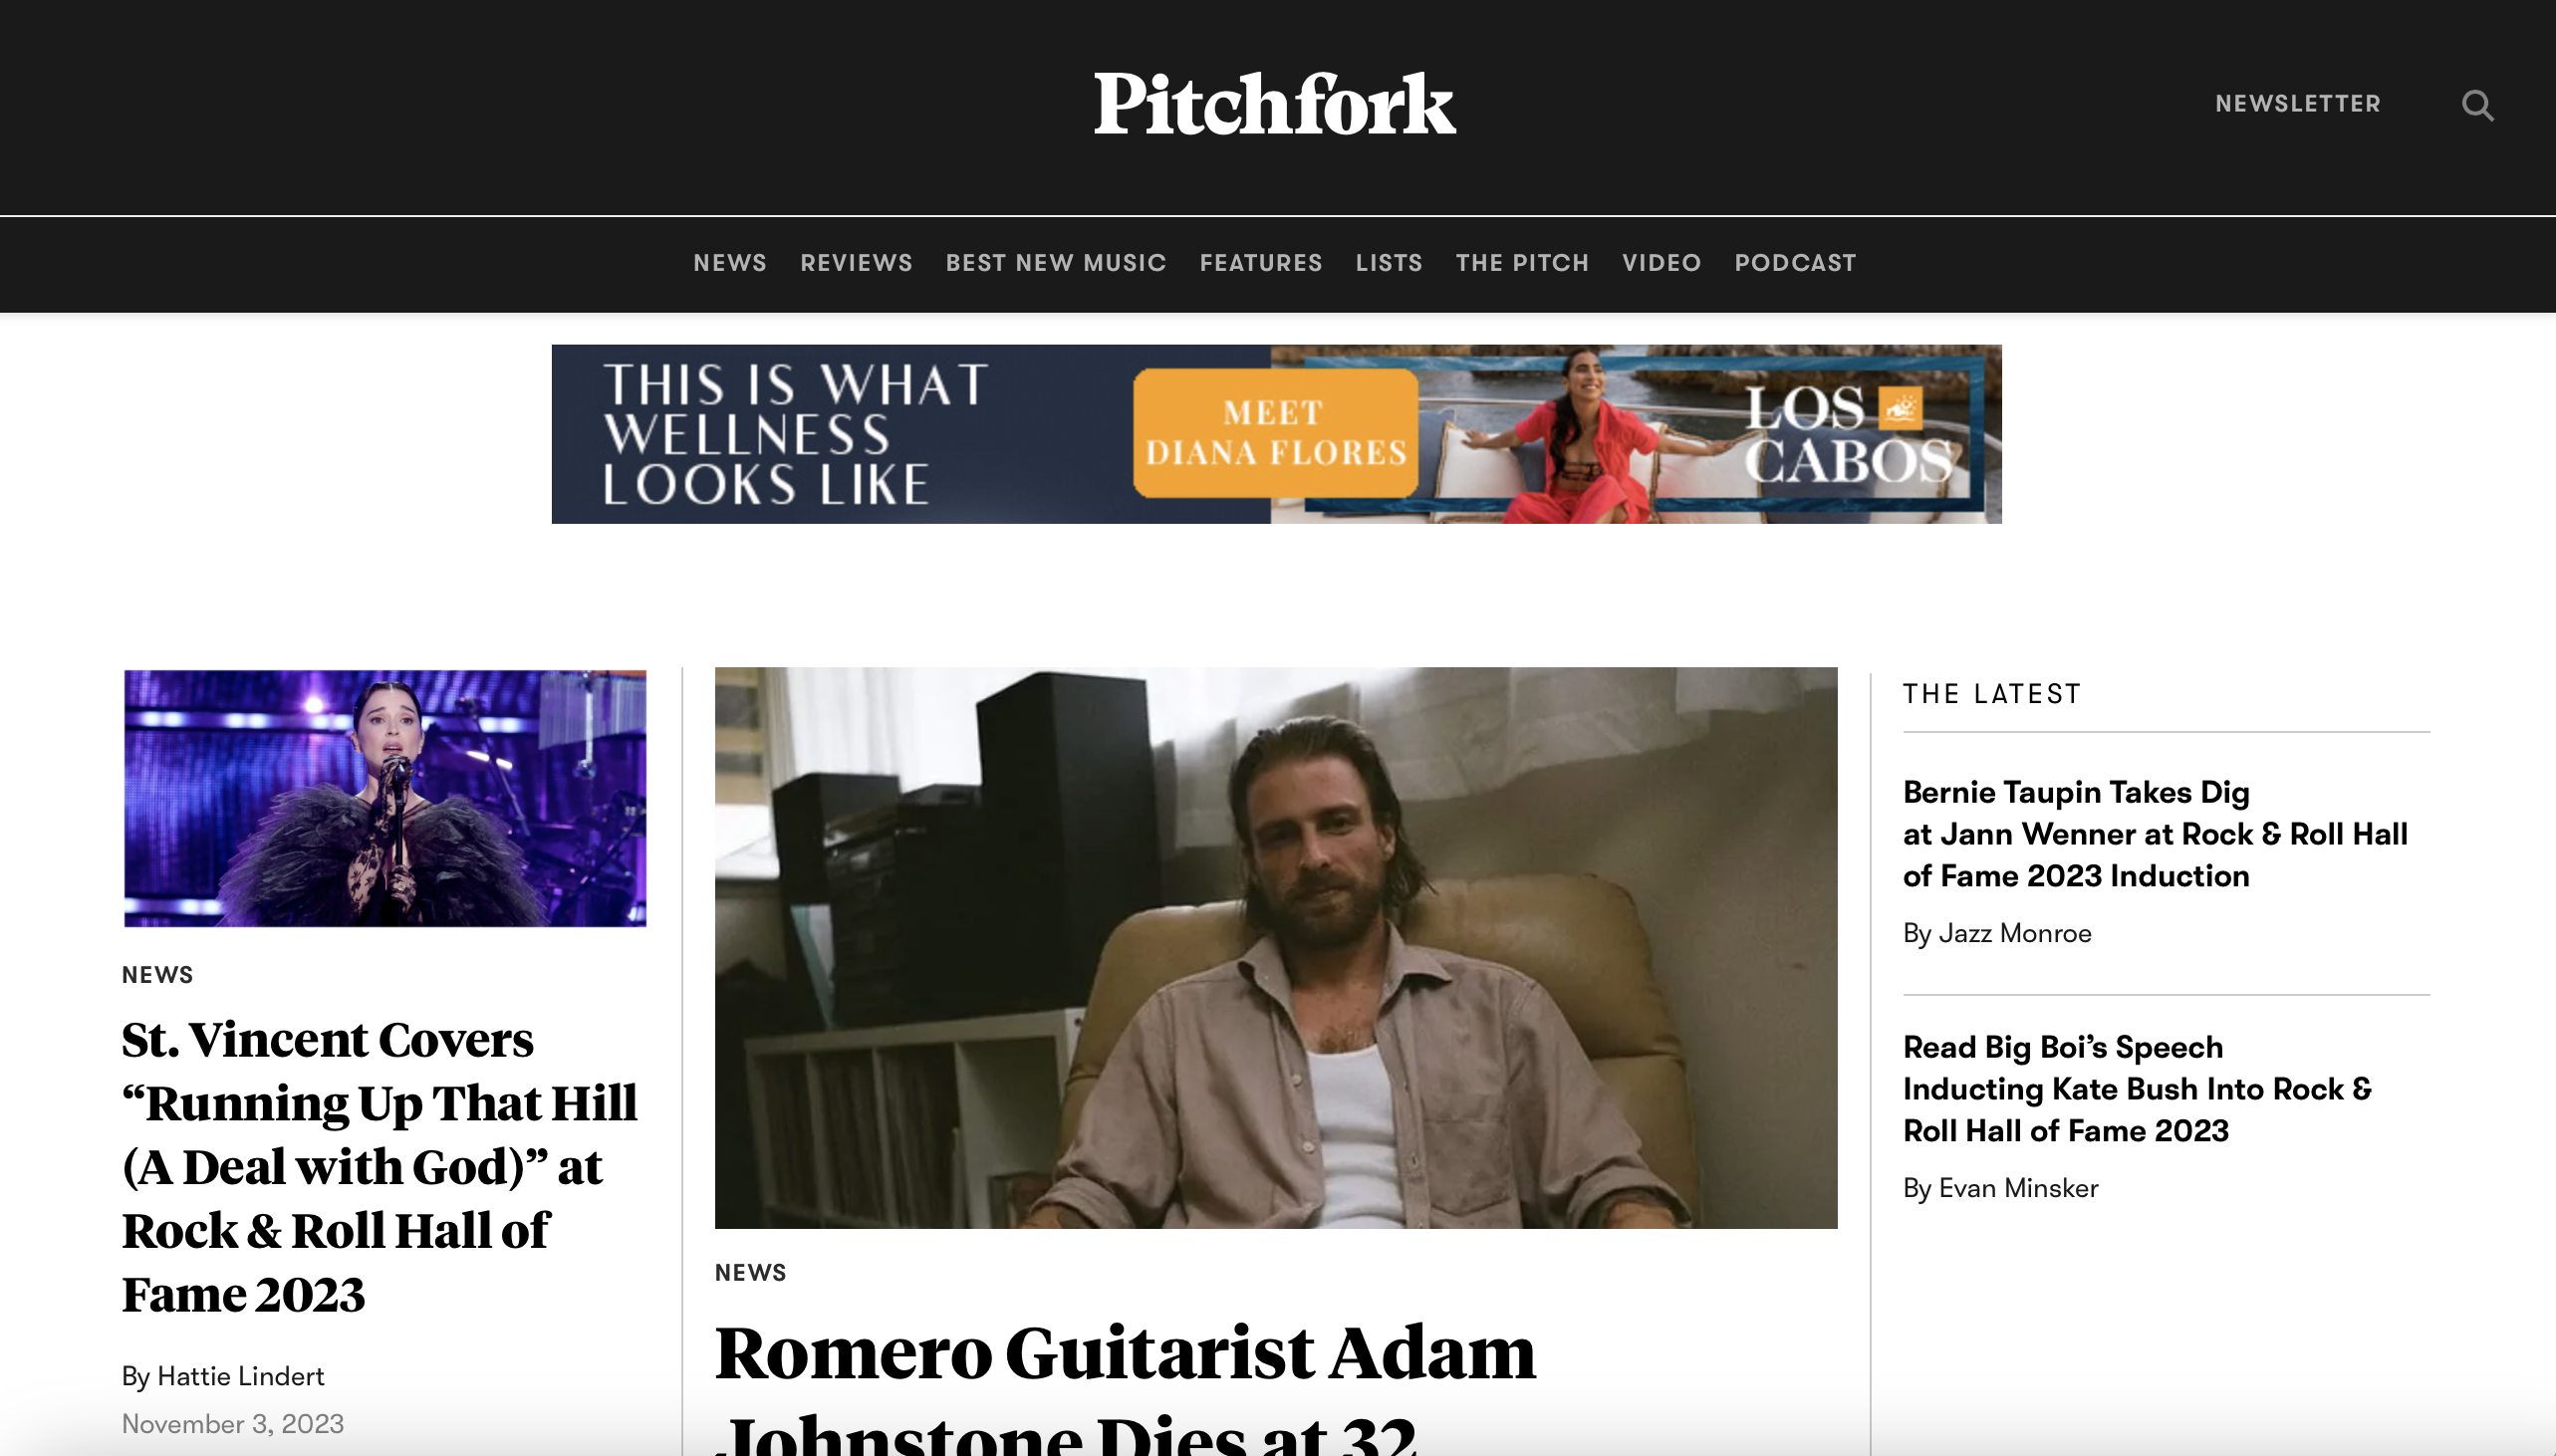 Pitchfork
NEWSLETTER
NEWS REVIEWS BEST NEW MUSIC FEATURES LISTS THE PITCH VIDEO PODCAST
THIS IS WHAT
WELLNESS
LOOKS LIKE
MEET
DIANA FLORES
LOS
CABOS
NEWS
St. Vincent Covers
“Running Up That Hill
(A Deal with God)” at
Rock & Roll Hall of
Fame 2023
By Hattie Lindert
November 3, 2023
NEWS
Romero Guitarist Adam
Johnstone Dies at 32
THE LATEST
Bernie Taupin Takes Dig
at Jann Wenner at Rock & Roll Hall
of Fame 2023 Induction
By Jazz Monroe
Read Big Boi’s Speech
Inducting Kate Bush Into Rock &
Roll Hall of Fame 2023
By Evan Minsker